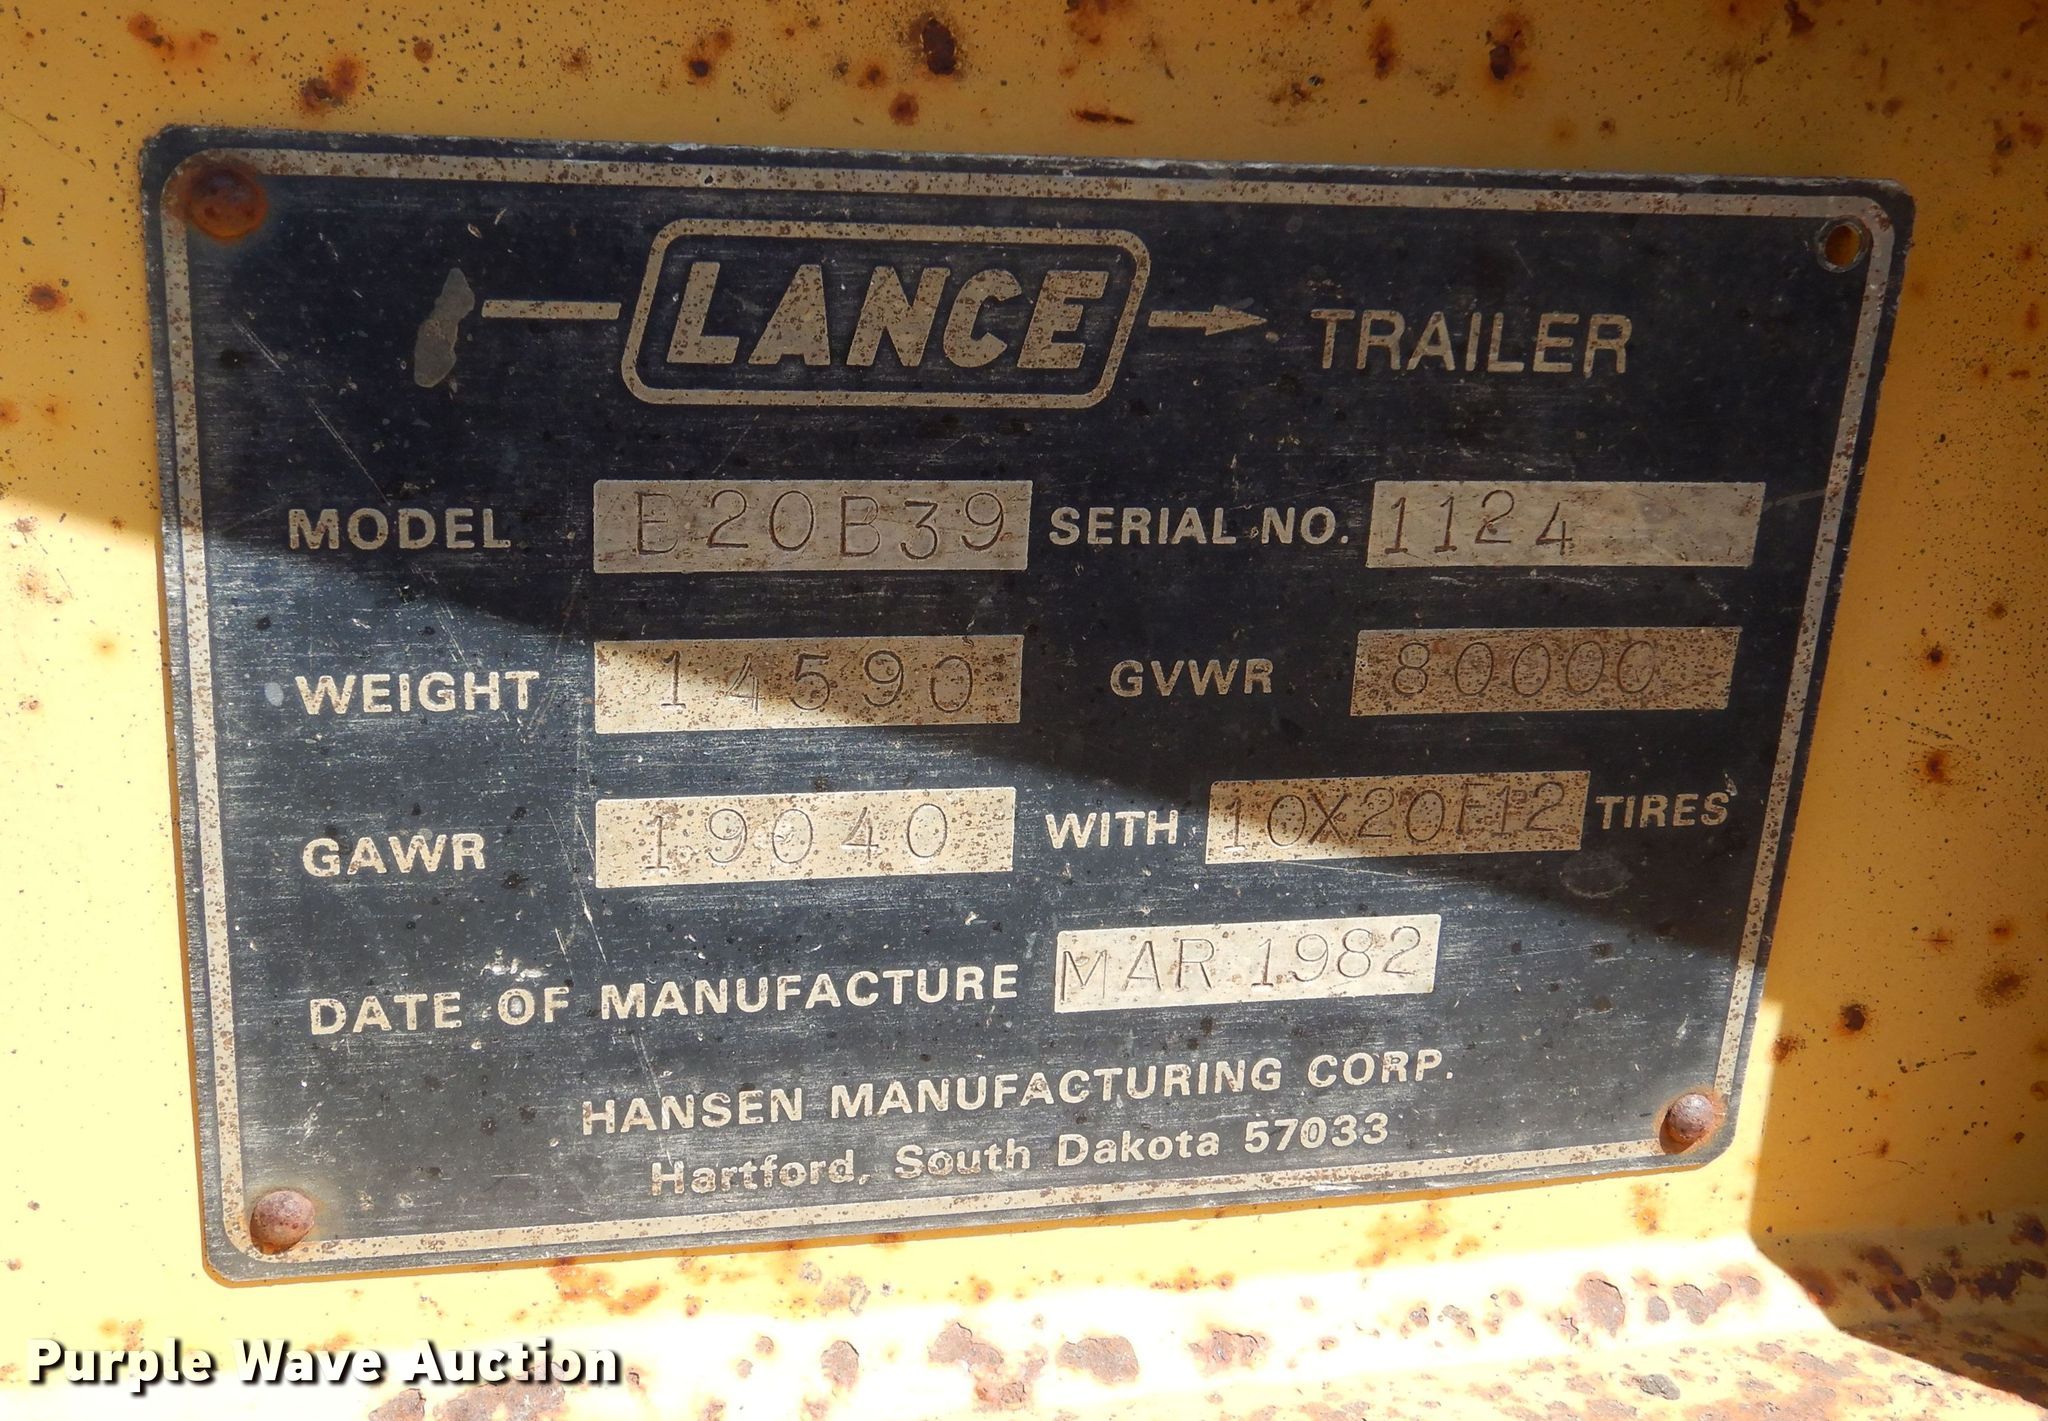 LANCE TRAILER
MODEL E20B39 SERIAL NO. 1124
WEIGHT 14590 GVWR 80000
GAWR 19040 WITH 10X20F12 TIRES
DATE OF MANUFACTURE MAR 1982
HANSEN MANUFACTURING CORP.
Hartford, South Dakota 57033
Purple Wave Auction